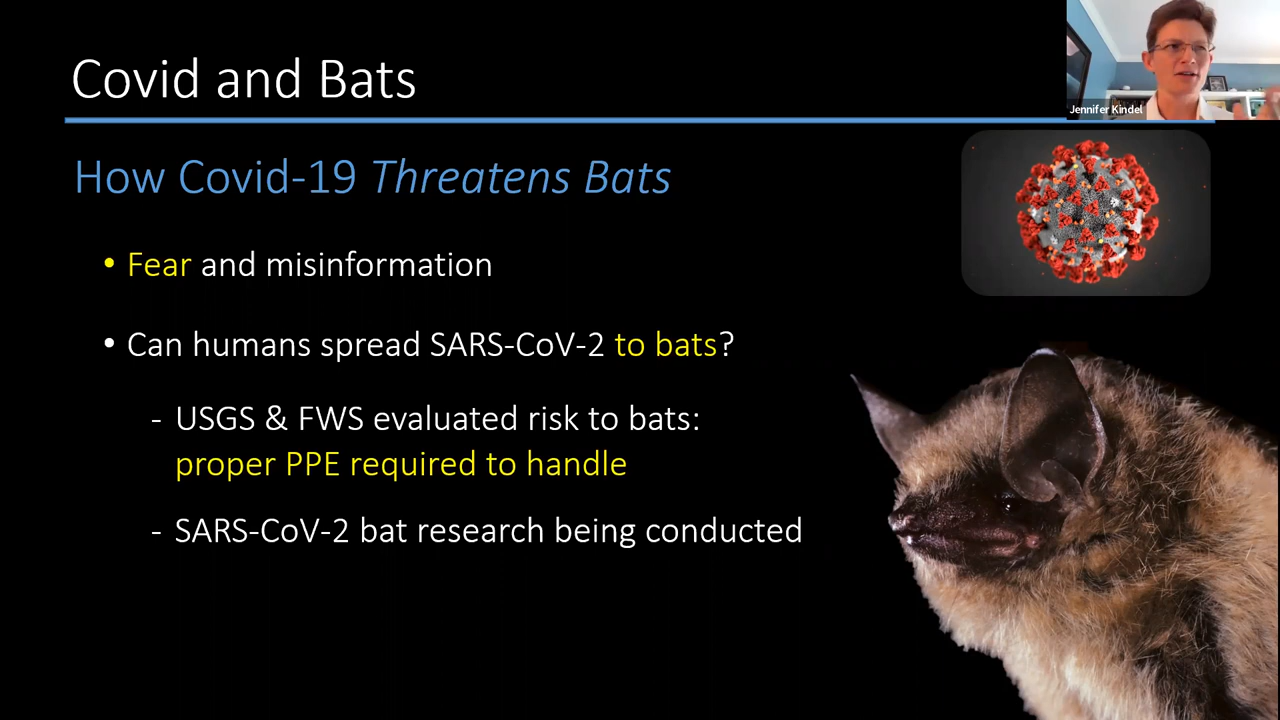 Covid and Bats
Jennifer Kindel
How Covid-19 Threatens Bats
• Fear and misinformation
• Can humans spread SARS-CoV-2 to bats?
- USGS & FWS evaluated risk to bats:
proper PPE required to handle
- SARS-CoV-2 bat research being conducted